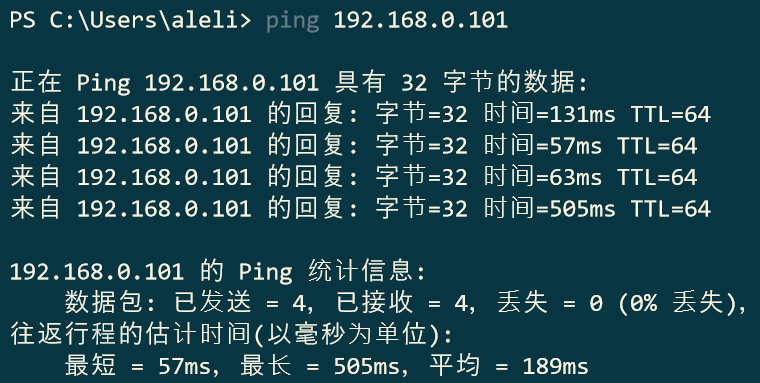 PS C:\Users\aleli> ping 192.168.0.101
正在 Ping 192.168.0.101 具有 32 字节的数据:
来自 192.168.0.101 的回复: 字节=32 时间=131ms TTL=64
来自 192.168.0.101 的回复: 字节=32 时间=57ms TTL=64
来自 192.168.0.101 的回复: 字节=32 时间=63ms TTL=64
来自 192.168.0.101 的回复: 字节=32 时间=505ms TTL=64
192.168.0.101 的 Ping 统计信息:
数据包: 已发送 = 4, 已接收 = 4, 丢失 = 0 (0% 丢失),
往返行程的估计时间(以毫秒为单位):
最短 = 57ms, 最长 = 505ms, 平均 = 189ms